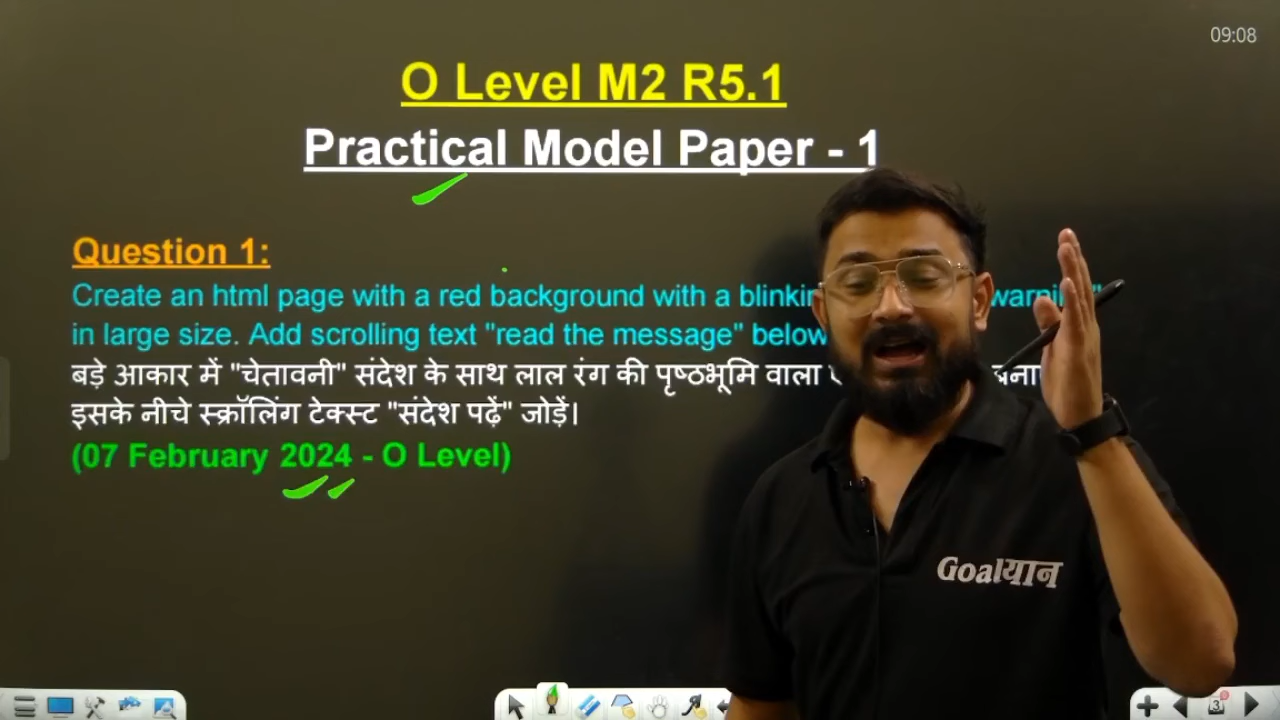 09:08
O Level M2 R5.1
Practical Model Paper - 1
Question 1:
Create an html page with a red background with a
in large size. Add scrolling text "read the message" below
बड़े आकार में "चेतावनी" संदेश के साथ लाल रंग की पृष्ठभूमि वाला
इसके नीचे स्क्रॉलिंग टेक्स्ट "संदेश पढ़ें" जोड़ें।
(07 February 2024 - O Level)
Goalयान